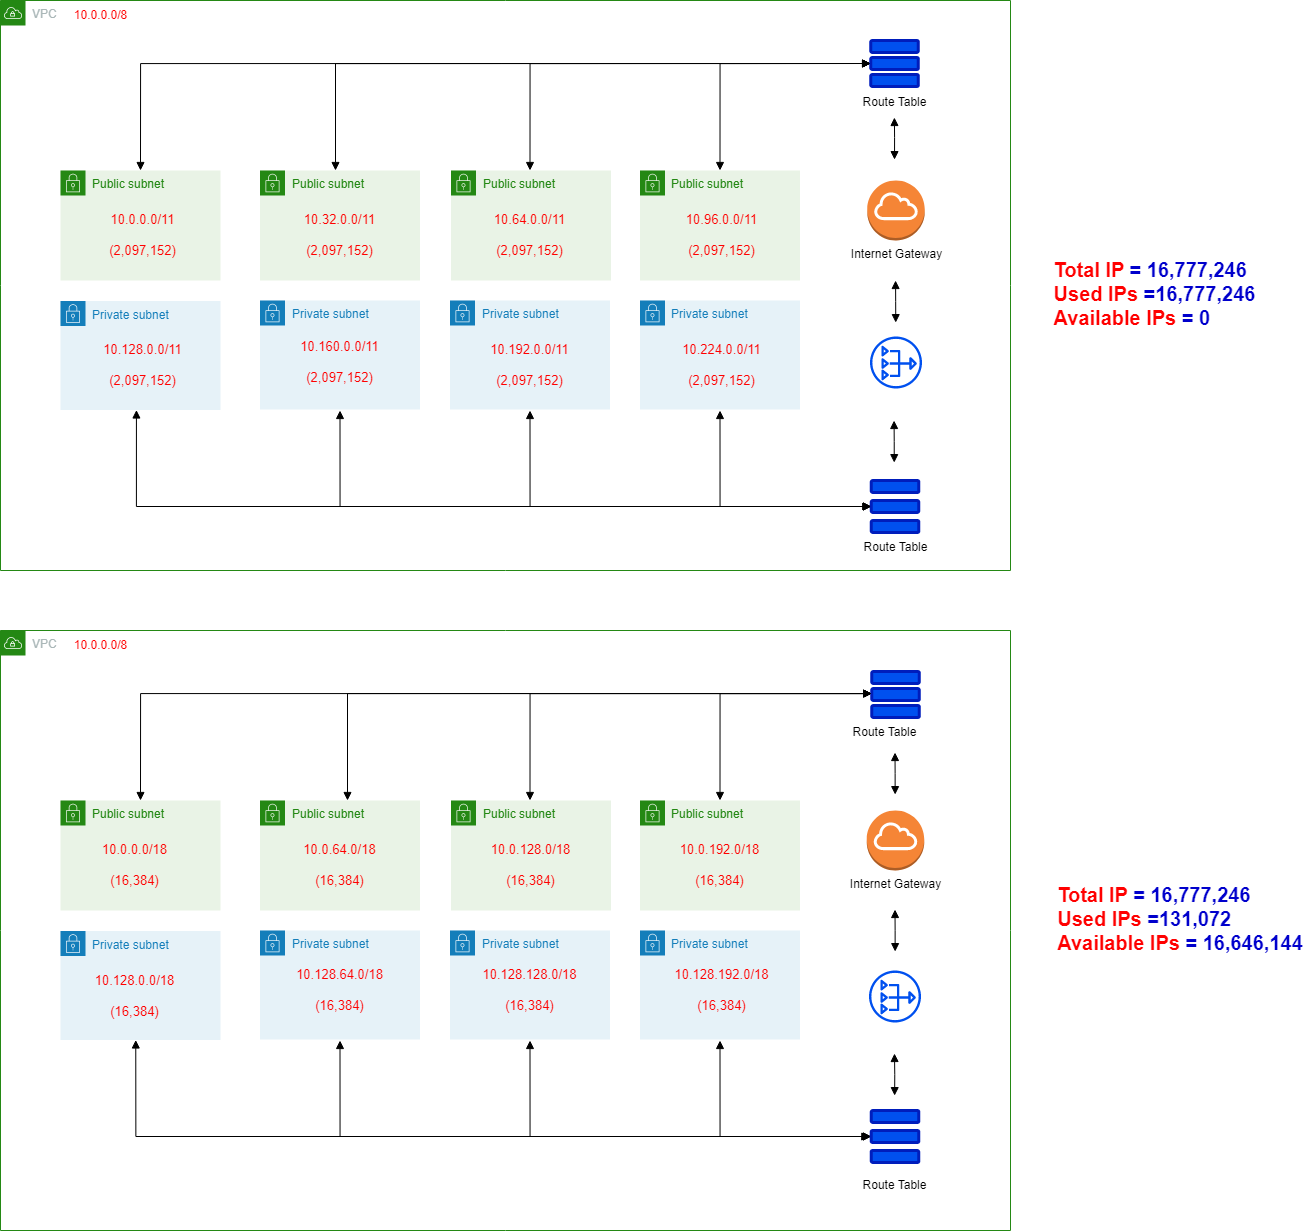 VPC 10.0.0.0/8
Route Table
Public subnet
10.0.0.0/11
(2,097,152)
Public subnet
10.32.0.0/11
(2,097,152)
Public subnet
10.64.0.0/11
(2,097,152)
Public subnet
10.96.0.0/11
(2,097,152)
Internet Gateway
Private subnet
10.128.0.0/11
(2,097,152)
Private subnet
10.160.0.0/11
(2,097,152)
Private subnet
10.192.0.0/11
(2,097,152)
Private subnet
10.224.0.0/11
(2,097,152)
Route Table
Total IP = 16,777,246
Used IPs =16,777,246
Available IPs = 0
VPC 10.0.0.0/8
Route Table
Public subnet
10.0.0.0/18
(16,384)
Public subnet
10.0.64.0/18
(16,384)
Public subnet
10.0.128.0/18
(16,384)
Public subnet
10.0.192.0/18
(16,384)
Internet Gateway
Private subnet
10.128.0.0/18
(16,384)
Private subnet
10.128.64.0/18
(16,384)
Private subnet
10.128.128.0/18
(16,384)
Private subnet
10.128.192.0/18
(16,384)
Route Table
Total IP = 16,777,246
Used IPs =131,072
Available IPs = 16,646,144